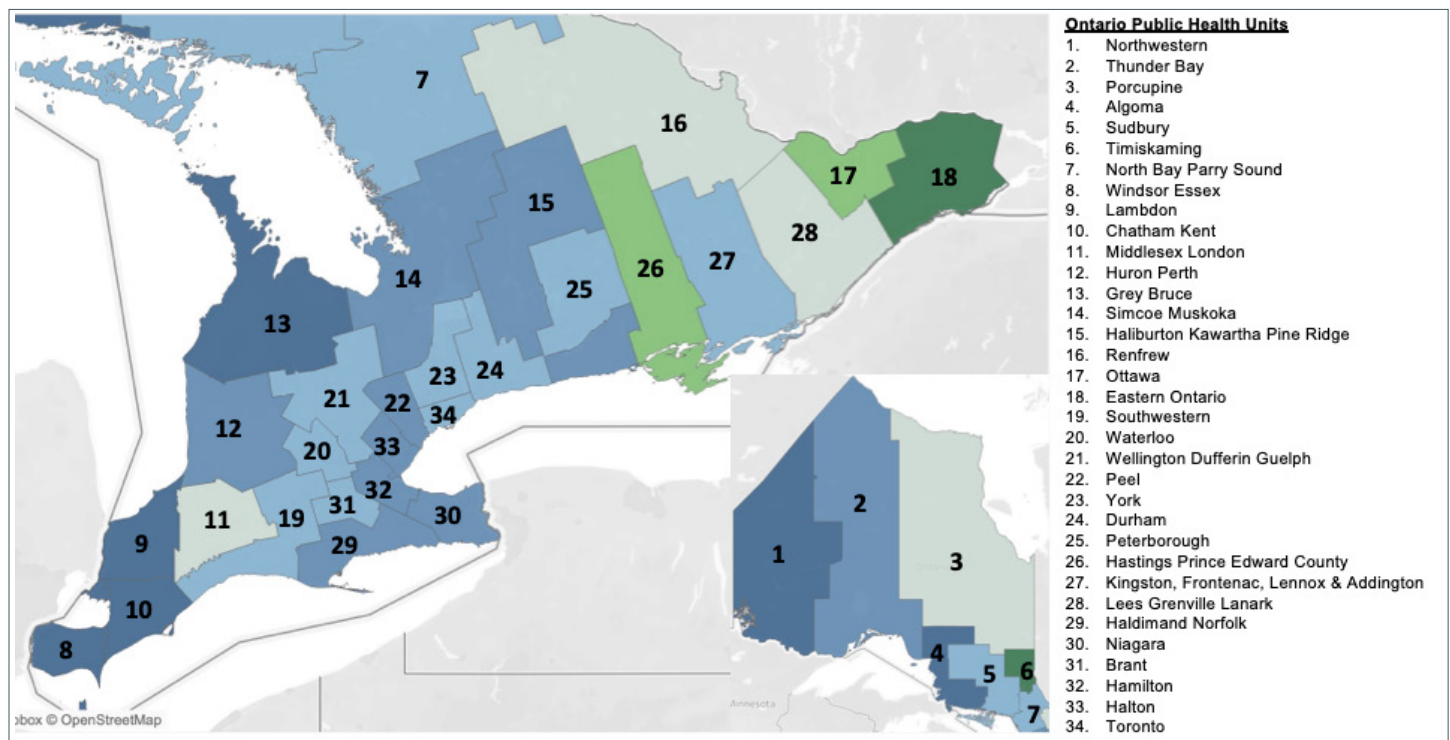 Ontario Public Health Units
1. Northwestern
2. Thunder Bay
3. Porcupine
4. Algoma
5. Sudbury
6. Timiskaming
7. North Bay Parry Sound
8. Windsor Essex
9. Lambdon
10. Chatham Kent
11. Middlesex London
12. Huron Perth
13. Grey Bruce
14. Simcoe Muskoka
15. Haliburton Kawartha Pine Ridge
16. Renfrew
17. Ottawa
18. Eastern Ontario
19. Southwestern
20. Waterloo
21. Wellington Dufferin Guelph
22. Peel
23. York
24. Durham
25. Peterborough
26. Hastings Prince Edward County
27. Kingston, Frontenac, Lennox & Addington
28. Lees Grenville Lanark
29. Haldimand Norfolk
30. Niagara
31. Brant
32. Hamilton
33. Halton
34. Toronto
7
16
17
18
15
28
27
26
25
14
13
24
23
21
22
34
12
33
20
32
31
11
19
30
29
9
10
8
2
1
3
4
5
6
7
innesota
obox © OpenStreetMap